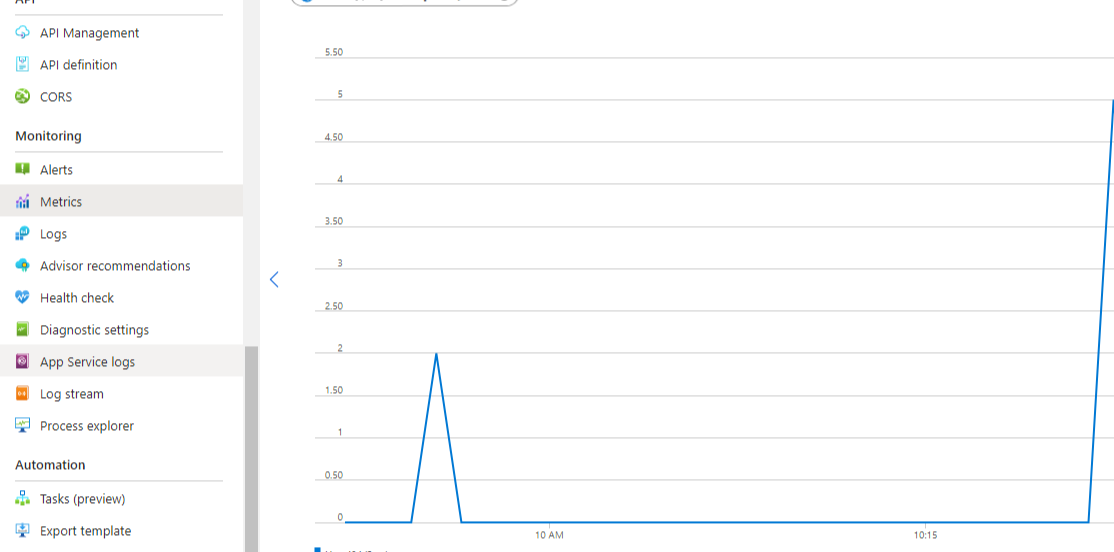 API
API Management
API definition
CORS
Monitoring
Alerts
Metrics
Logs
Advisor recommendations
Health check
Diagnostic settings
App Service logs
Log stream
Process explorer
Automation
Tasks (preview)
Export template
5.50
5
4.50
4
3.50
3
2.50
2
1.50
1
0.50
0
10 AM
10:15